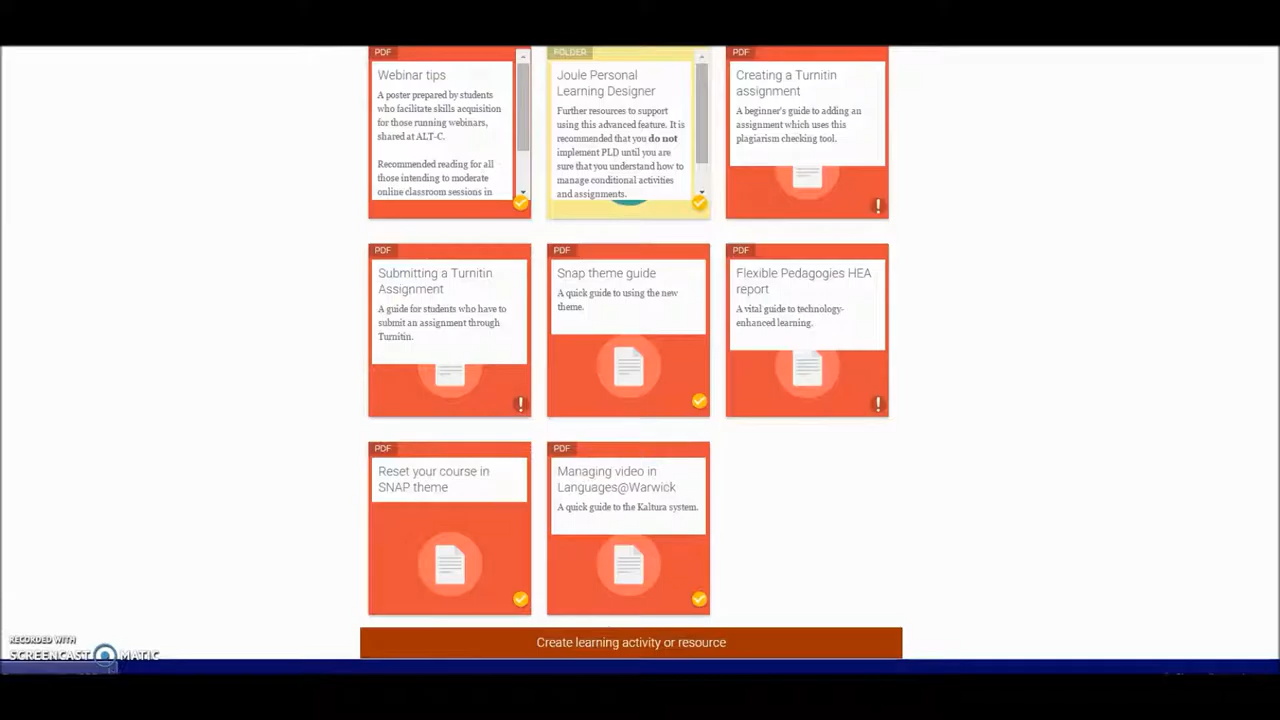 PDF
Webinar tips
A poster prepared by students
who facilitate skills acquisition
for those running webinars,
shared at ALT-C.
Recommended reading for all
those intending to moderate
online classroom sessions in
FOLDER
Joule Personal
Learning Designer
Further resources to support
using this advanced feature. It is
recommended that you do not
implement PLD until you are
sure that you understand how to
manage conditional activities
and assignments.
PDF
Creating a Turnitin
assignment
A beginner's guide to adding an
assignment which uses this
plagiarism checking tool.
PDF
Submitting a Turnitin
Assignment
A guide for students who have to
submit an assignment through
Turnitin.
PDF
Snap theme guide
A quick guide to using the new
theme.
PDF
Flexible Pedagogies HEA
report
A vital guide to technology-
enhanced learning.
PDF
Reset your course in
SNAP theme
PDF
Managing video in
Languages@Warwick
A quick guide to the Kaltura system.
Create learning activity or resource
RECORDED WITH
SCREENCAST MATIC